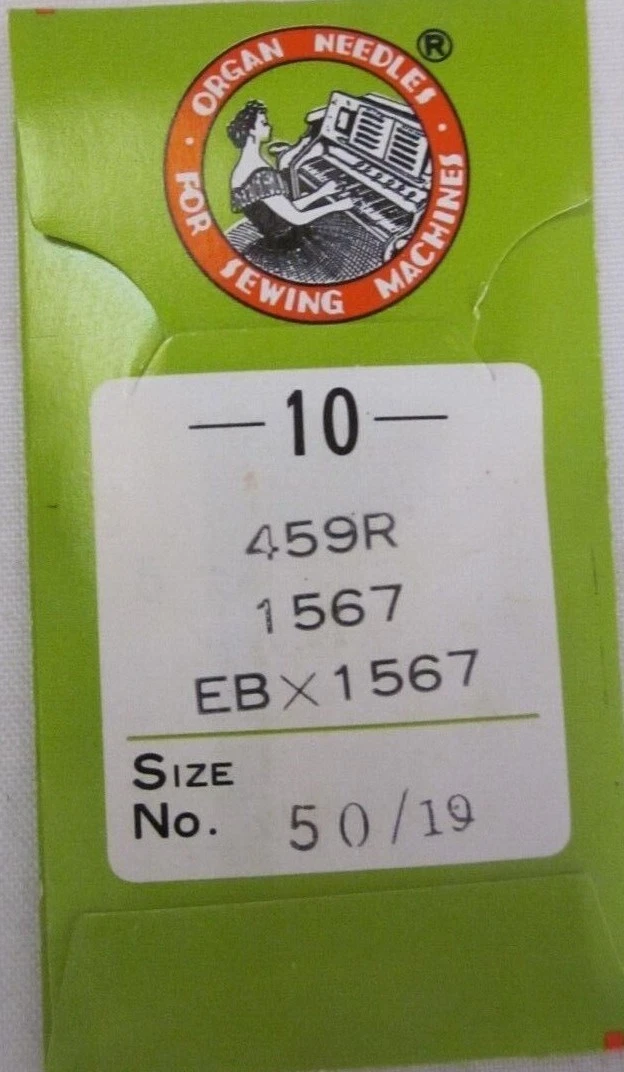 ORGAN NEEDLES ®
FOR SEWING MACHINES
—10—
459R
1567
EB×1567
SIZE
No. 50/19